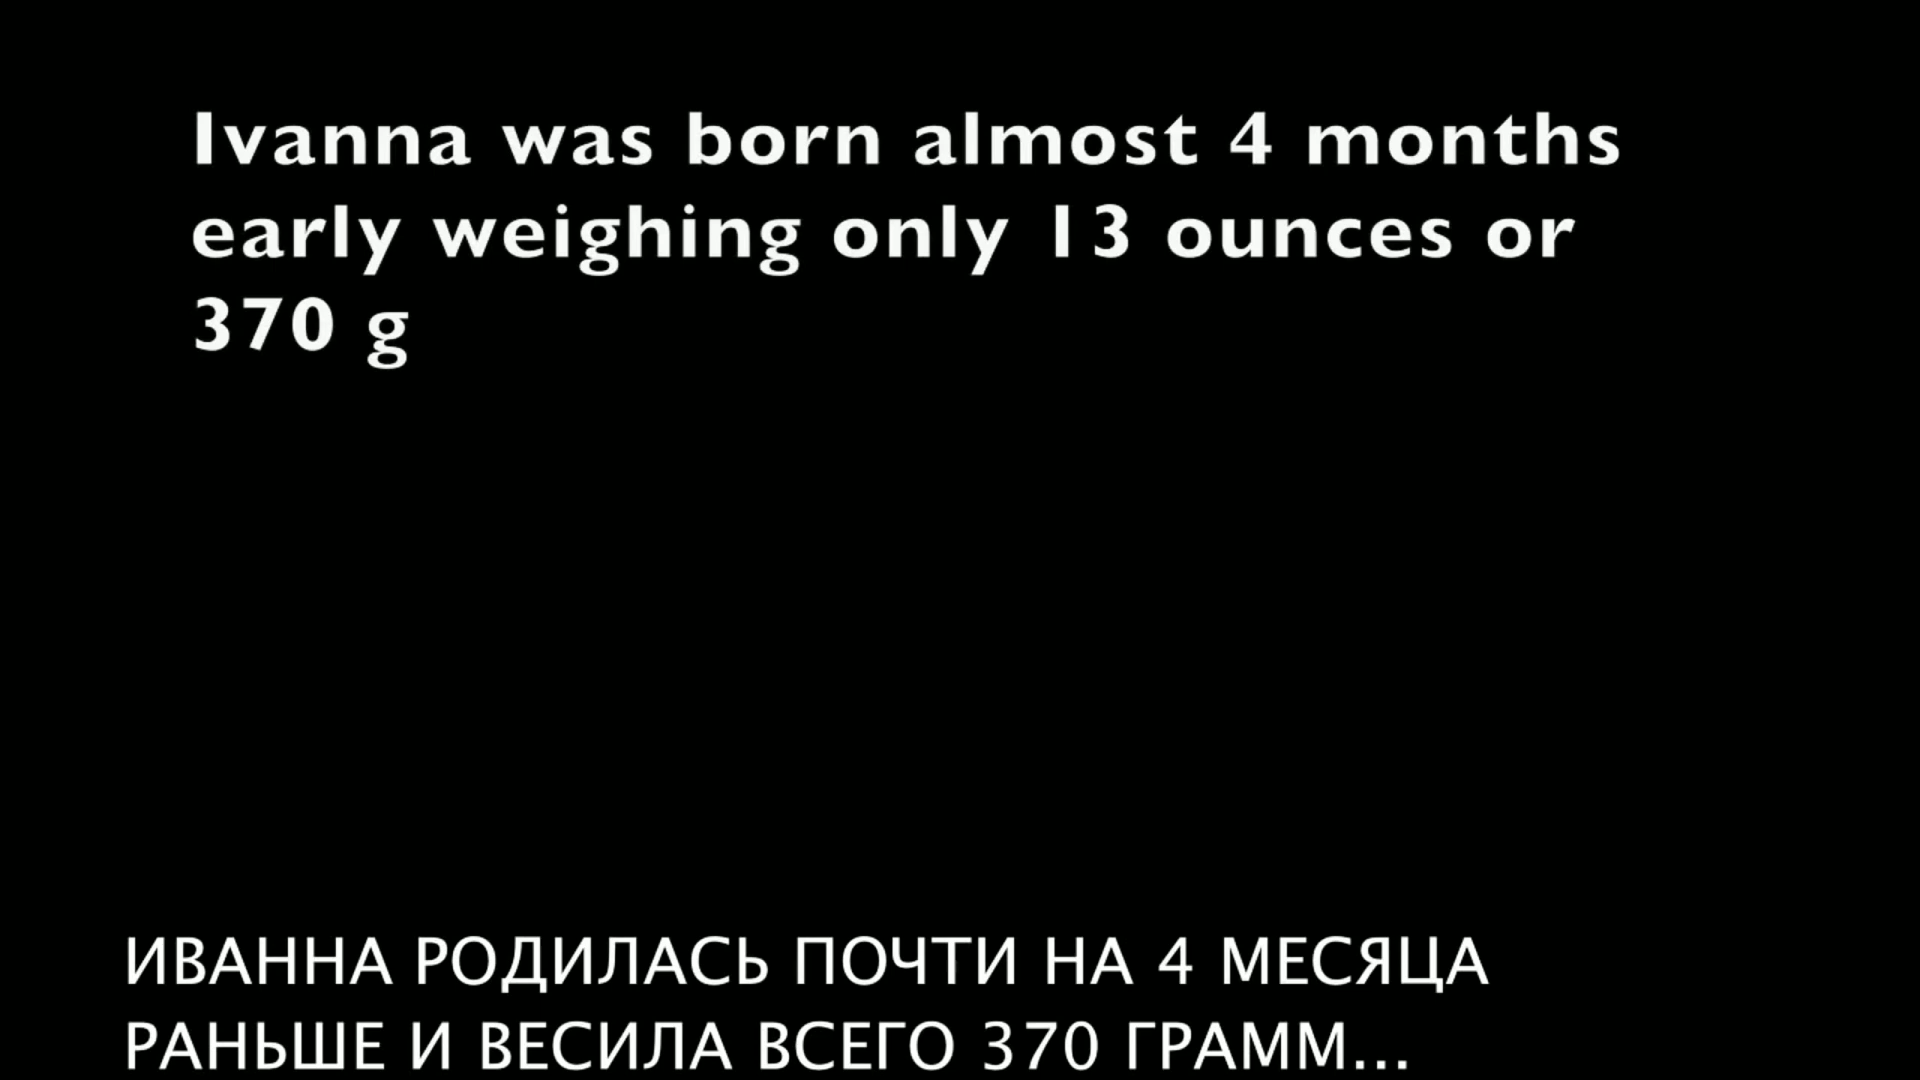 Ivanna was born almost 4 months
early weighing only 13 ounces or
370 g
ИВАННА РОДИЛАСЬ ПОЧТИ НА 4 МЕСЯЦА
РАНЬШЕ И ВЕСИЛА ВСЕГО 370 ГРАММ...